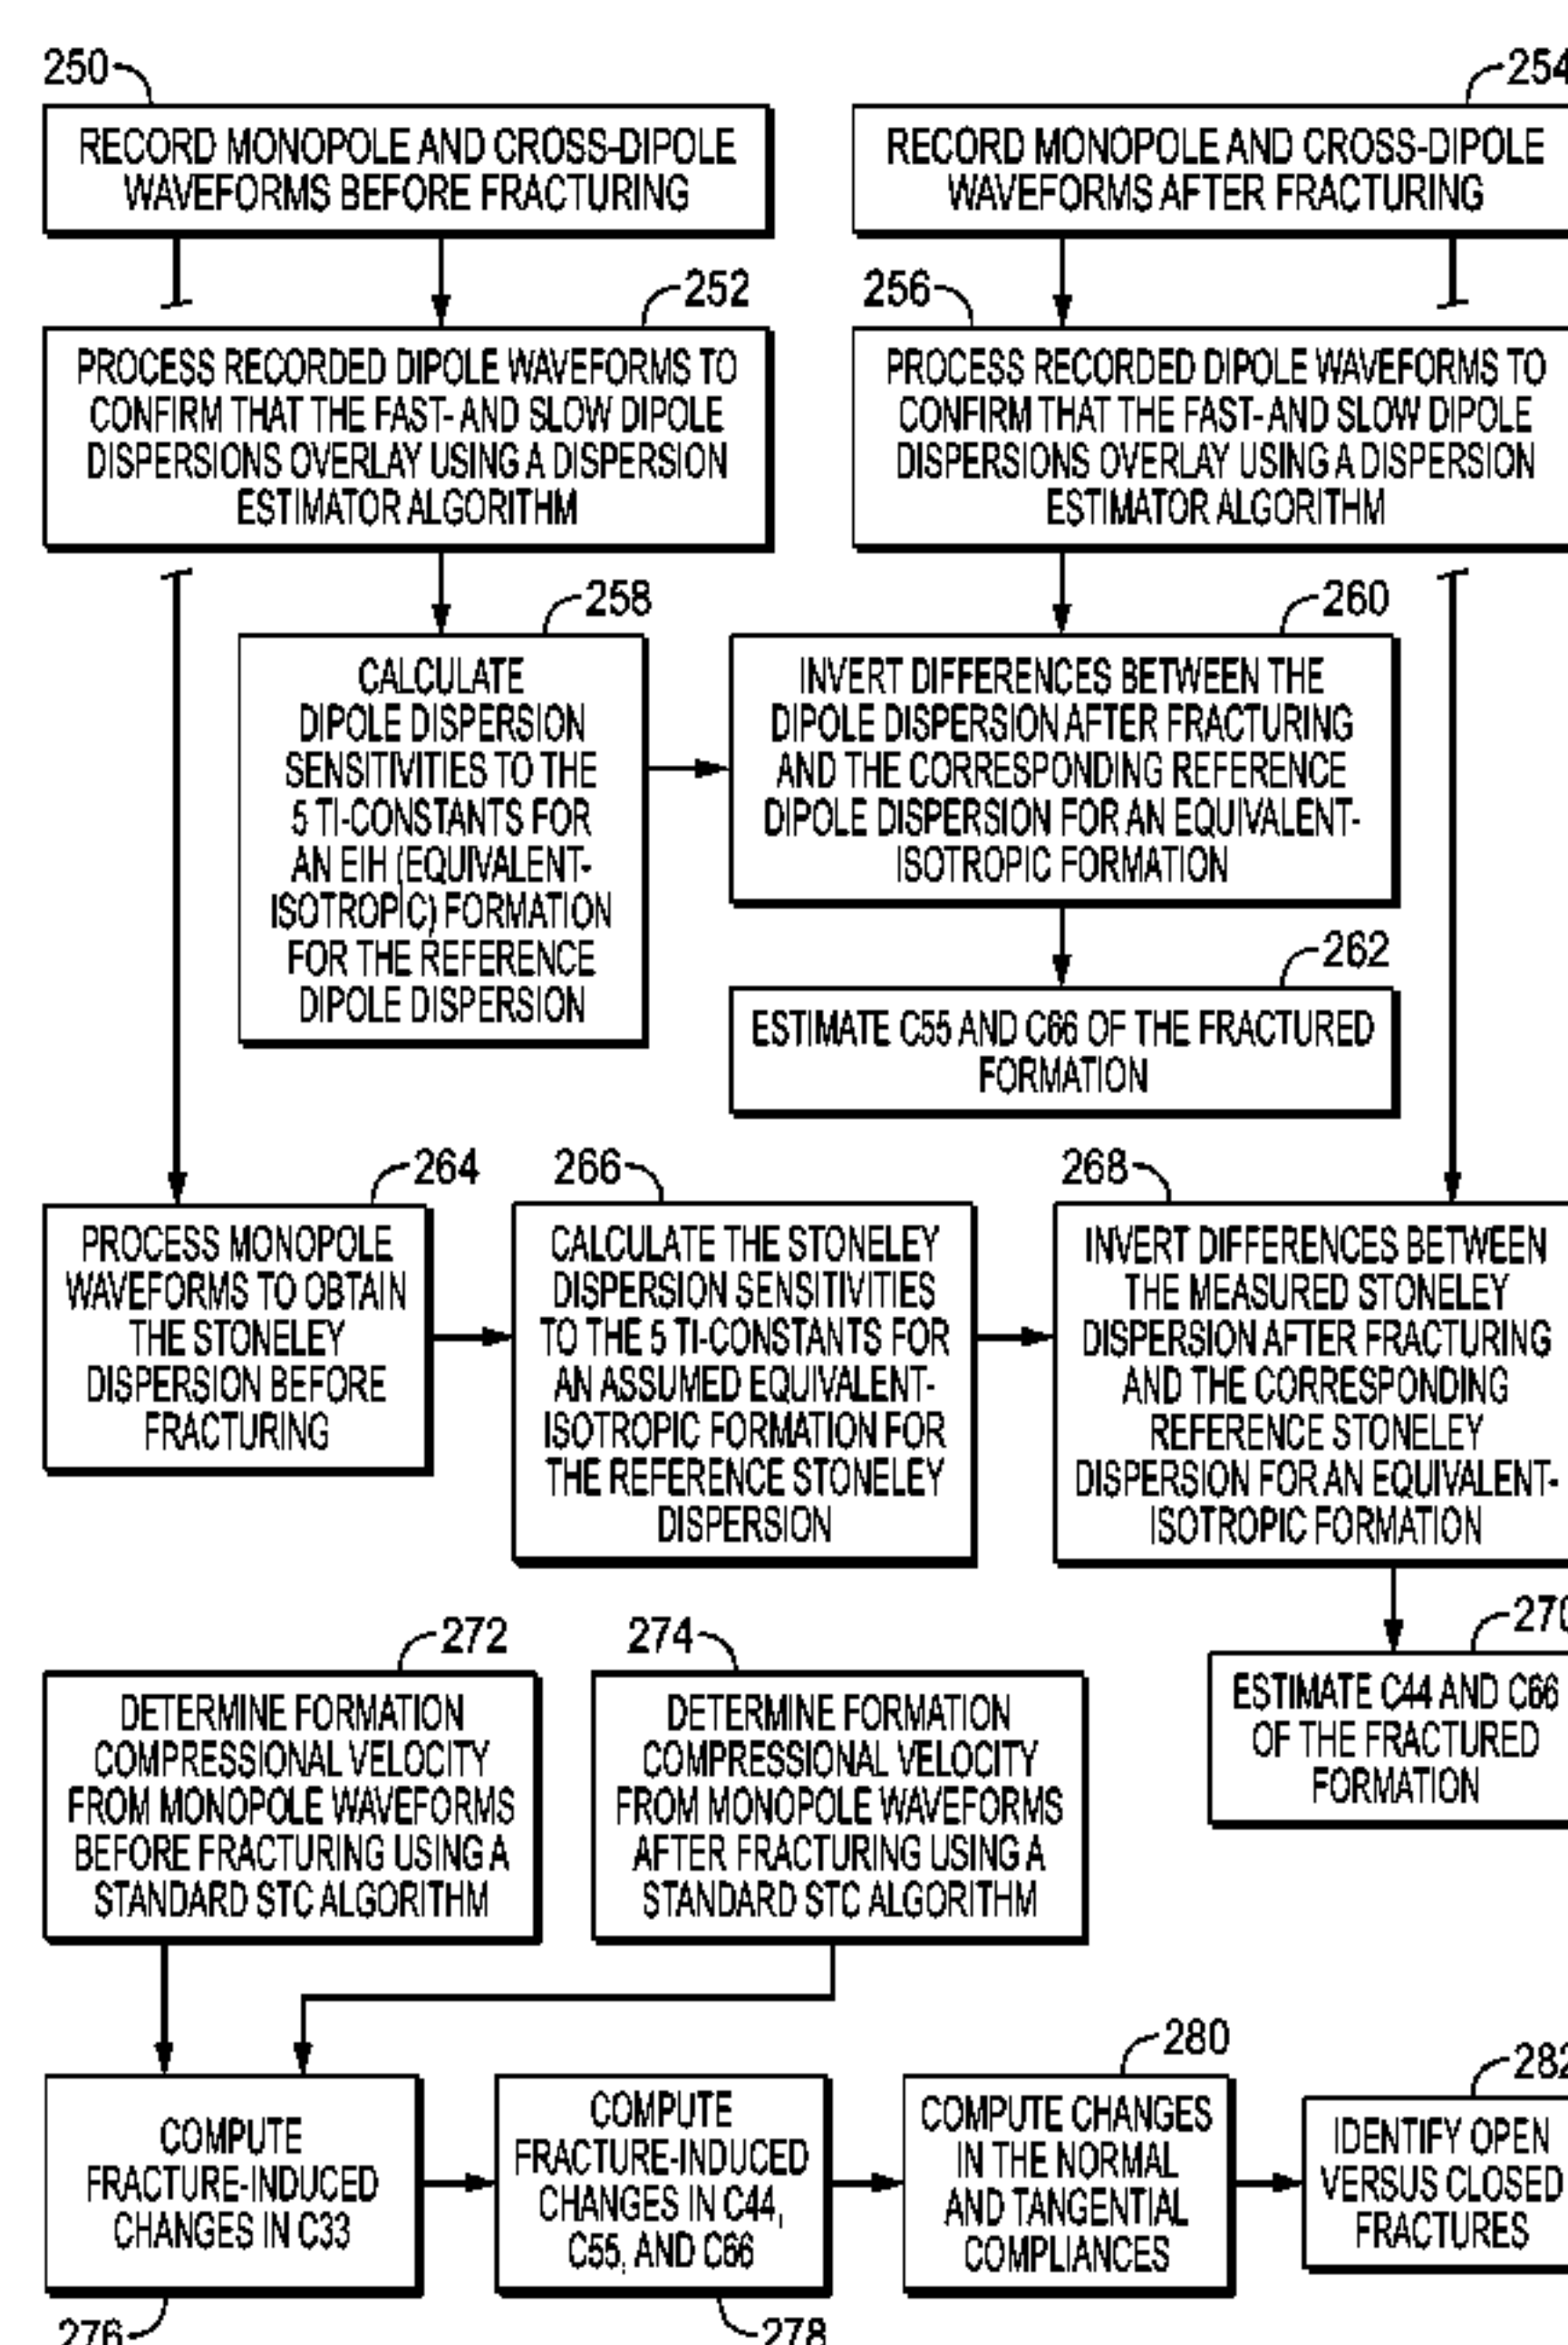 250
RECORD MONOPOLE AND CROSS-DIPOLE
WAVEFORMS BEFORE FRACTURING
254
RECORD MONOPOLE AND CROSS-DIPOLE
WAVEFORMS AFTER FRACTURING
252
PROCESS RECORDED DIPOLE WAVEFORMS TO
CONFIRM THAT THE FAST- AND SLOW DIPOLE
DISPERSIONS OVERLAY USING A DISPERSION
ESTIMATOR ALGORITHM
256
PROCESS RECORDED DIPOLE WAVEFORMS TO
CONFIRM THAT THE FAST- AND SLOW DIPOLE
DISPERSIONS OVERLAY USING A DISPERSION
ESTIMATOR ALGORITHM
258
CALCULATE
DIPOLE DISPERSION
SENSITIVITIES TO THE
5 TI-CONSTANTS FOR
AN EIH (EQUIVALENT-
ISOTROPIC) FORMATION
FOR THE REFERENCE
DIPOLE DISPERSION
260
INVERT DIFFERENCES BETWEEN THE
DIPOLE DISPERSION AFTER FRACTURING
AND THE CORRESPONDING REFERENCE
DIPOLE DISPERSION FOR AN EQUIVALENT-
ISOTROPIC FORMATION
262
ESTIMATE C55 AND C66 OF THE FRACTURED
FORMATION
264
PROCESS MONOPOLE
WAVEFORMS TO OBTAIN
THE STONELEY
DISPERSION BEFORE
FRACTURING
266
CALCULATE THE STONELEY
DISPERSION SENSITIVITIES
TO THE 5 TI-CONSTANTS FOR
AN ASSUMED EQUIVALENT-
ISOTROPIC FORMATION FOR
THE REFERENCE STONELEY
DISPERSION
268
INVERT DIFFERENCES BETWEEN
THE MEASURED STONELEY
DISPERSION AFTER FRACTURING
AND THE CORRESPONDING
REFERENCE STONELEY
DISPERSION FOR AN EQUIVALENT-
ISOTROPIC FORMATION
270
ESTIMATE C44 AND C66
OF THE FRACTURED
FORMATION
272
DETERMINE FORMATION
COMPRESSIONAL VELOCITY
FROM MONOPOLE WAVEFORMS
BEFORE FRACTURING USING A
STANDARD STC ALGORITHM
274
DETERMINE FORMATION
COMPRESSIONAL VELOCITY
FROM MONOPOLE WAVEFORMS
AFTER FRACTURING USING A
STANDARD STC ALGORITHM
COMPUTE
FRACTURE-INDUCED
CHANGES IN C33
276
COMPUTE
FRACTURE-INDUCED
CHANGES IN C44,
C55, AND C66
278
280
COMPUTE CHANGES
IN THE NORMAL
AND TANGENTIAL
COMPLIANCES
282
IDENTIFY OPEN
VERSUS CLOSED
FRACTURES